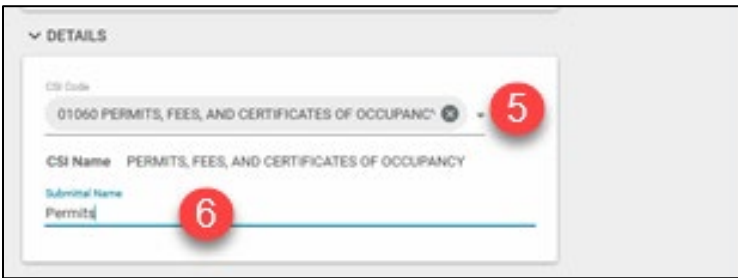 DETAILS
CSI Code
01060 PERMITS, FEES, AND CERTIFICATES OF OCCUPANC
5
CSI Name PERMITS, FEES, AND CERTIFICATES OF OCCUPANCY
Submittal Name
Permits
6